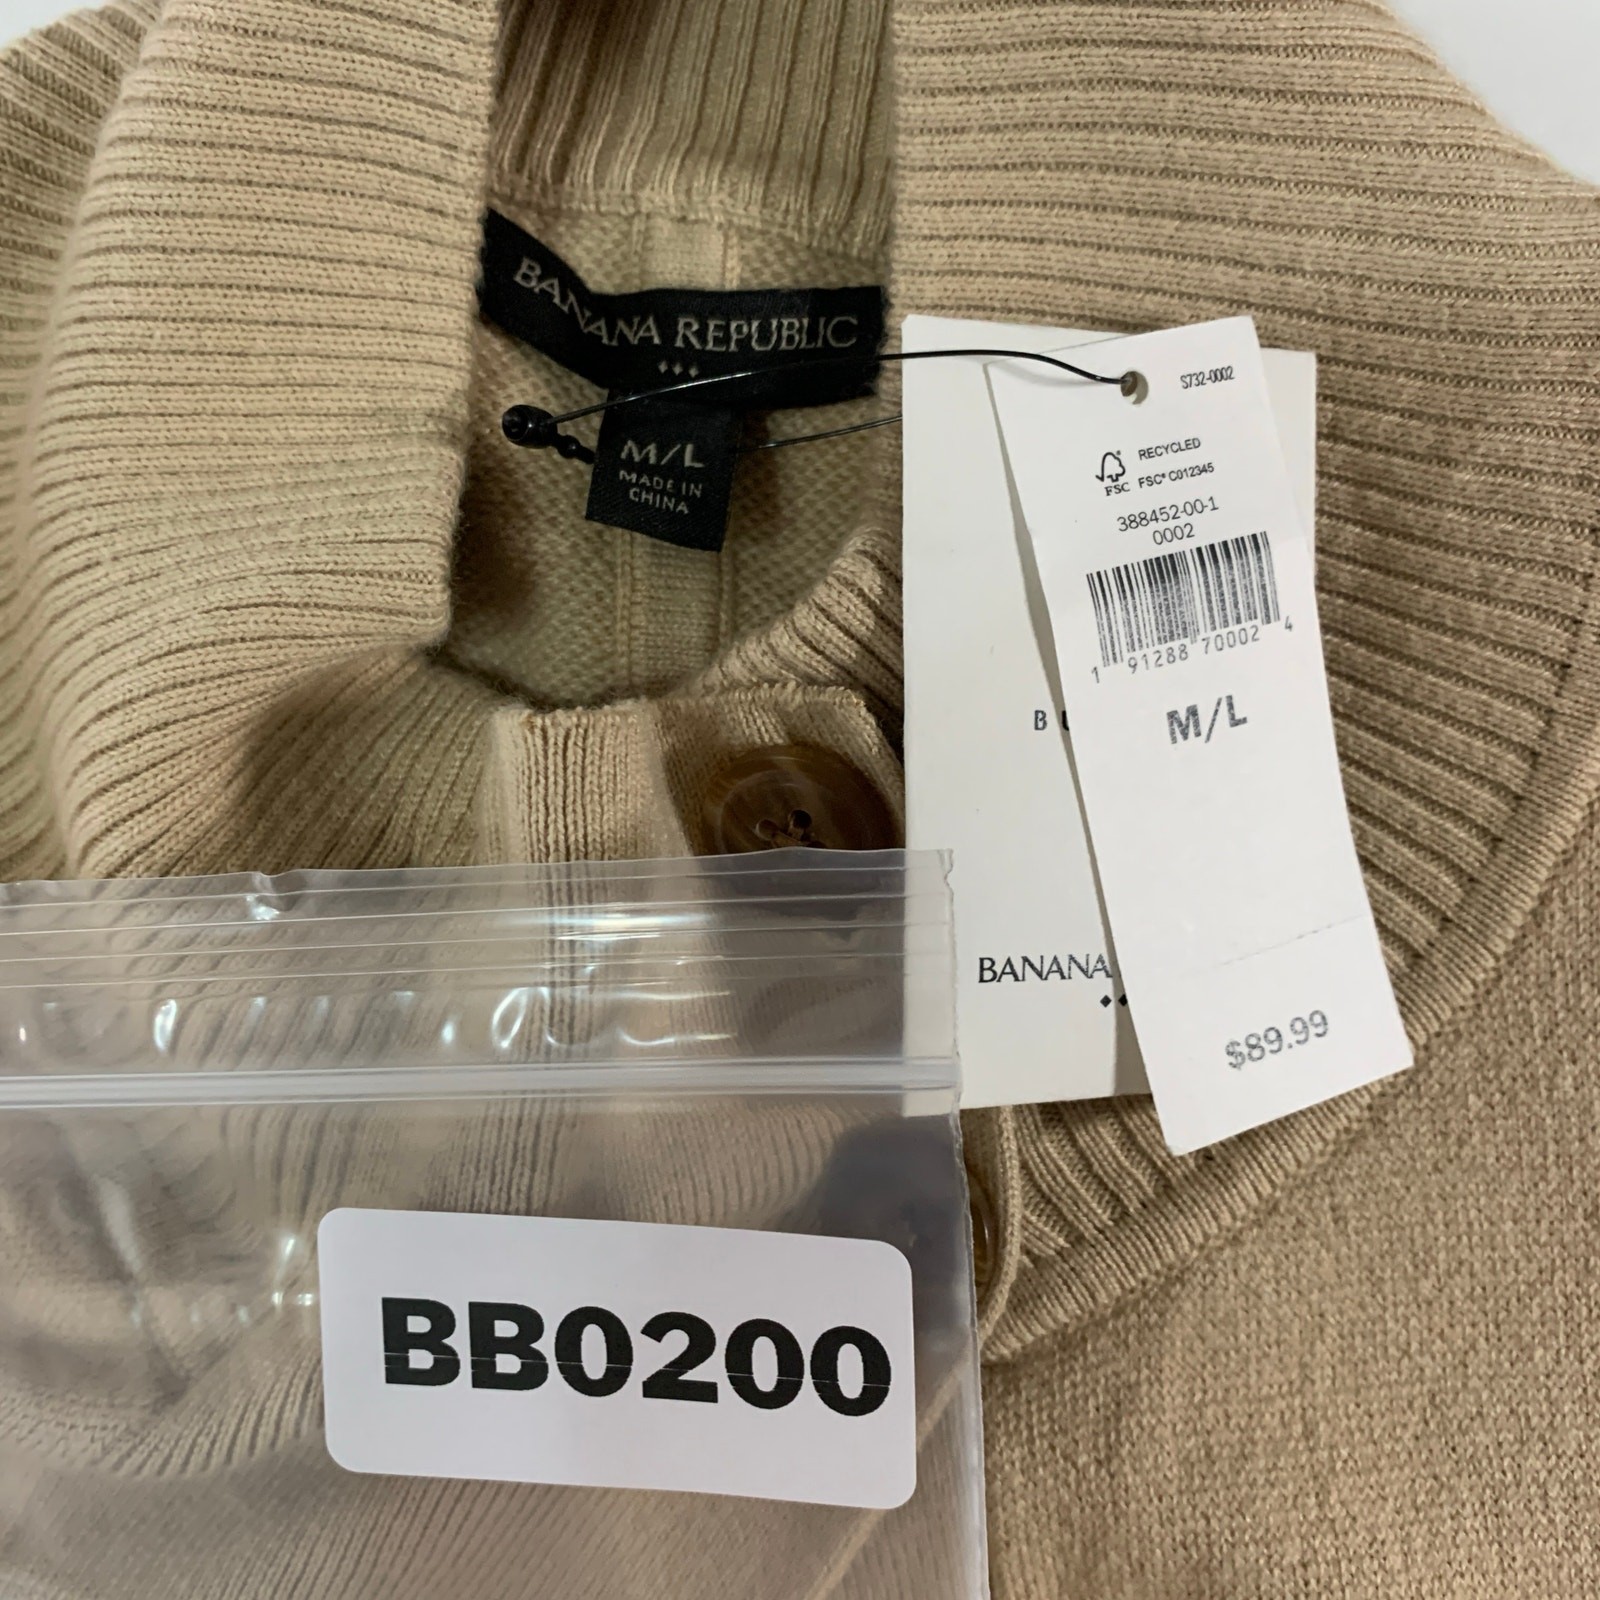 BANANA REPUBLIC
M/L
MADE IN
CHINA
S732-0002
RECYCLED
FSC
FSC® C012345
388452-00-1
0002
1 91288 70002 4
M/L
$89.99
B
BANANA
BB0200